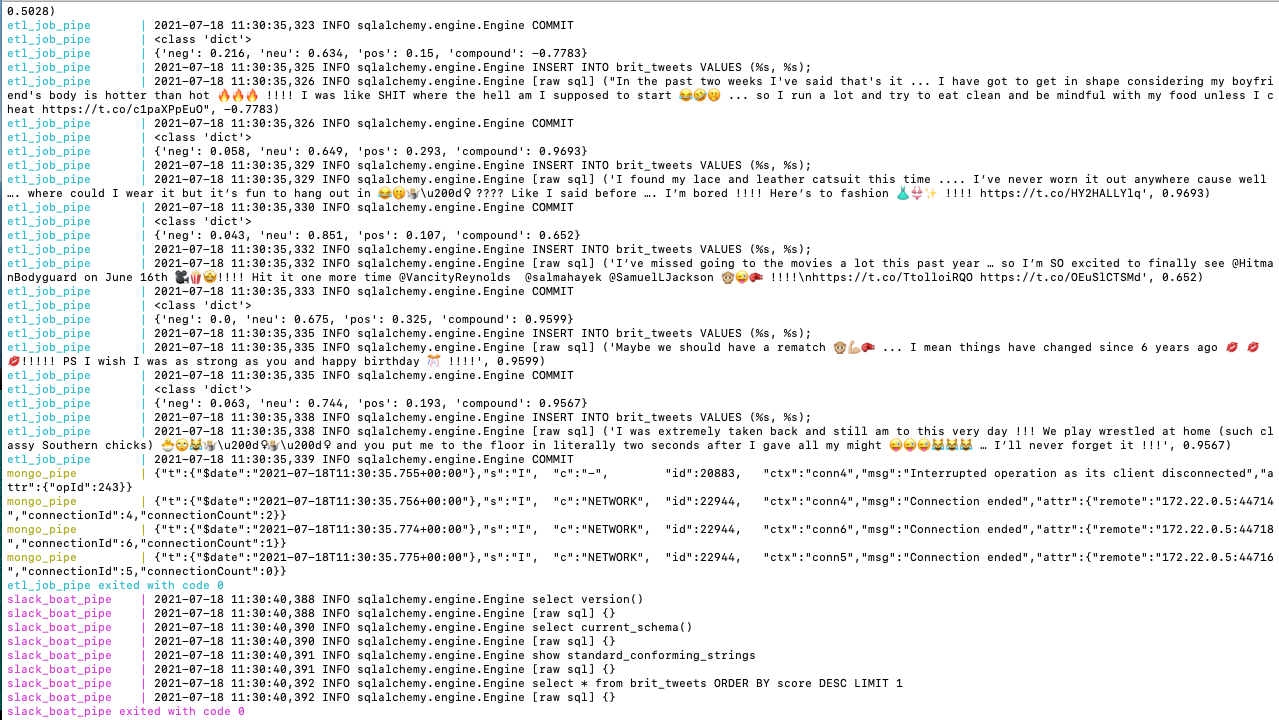 0.5028)
etl_job_pipe | 2021-07-18 11:30:35,323 INFO sqlalchemy.engine.Engine COMMIT
etl_job_pipe | <class 'dict'>
etl_job_pipe | {'neg': 0.216, 'neu': 0.634, 'pos': 0.15, 'compound': -0.7783}
etl_job_pipe | 2021-07-18 11:30:35,325 INFO sqlalchemy.engine.Engine INSERT INTO brit_tweets VALUES (%s, %s);
etl_job_pipe | 2021-07-18 11:30:35,326 INFO sqlalchemy.engine.Engine [raw sql] ("In the past two weeks I've said that's it ... I have got to get in shape considering my boyfri
end's body is hotter than hot 🔥🔥🔥 !!!! I was like SHIT where the hell am I supposed to start 😂🤣🤭 ... so I run a lot and try to eat clean and be mindful with my food unless I c
heat https://t.co/c1paXPpEuO", -0.7783)
etl_job_pipe | 2021-07-18 11:30:35,326 INFO sqlalchemy.engine.Engine COMMIT
etl_job_pipe | <class 'dict'>
etl_job_pipe | {'neg': 0.058, 'neu': 0.649, 'pos': 0.293, 'compound': 0.9693}
etl_job_pipe | 2021-07-18 11:30:35,329 INFO sqlalchemy.engine.Engine INSERT INTO brit_tweets VALUES (%s, %s);
etl_job_pipe | 2021-07-18 11:30:35,329 INFO sqlalchemy.engine.Engine [raw sql] ('I found my lace and leather catsuit this time .... I've never worn it out anywhere cause well
…. where could I wear it but it’s fun to hang out in 😂🤭🤷🏼\u200d♀ ???? Like I said before …. I’m bored !!!! Here’s to fashion 👗👙✨ !!!! https://t.co/HY2HALLYlq', 0.9693)
etl_job_pipe | 2021-07-18 11:30:35,330 INFO sqlalchemy.engine.Engine COMMIT
etl_job_pipe | <class 'dict'>
etl_job_pipe | {'neg': 0.043, 'neu': 0.851, 'pos': 0.107, 'compound': 0.652}
etl_job_pipe | 2021-07-18 11:30:35,332 INFO sqlalchemy.engine.Engine INSERT INTO brit_tweets VALUES (%s, %s);
etl_job_pipe | 2021-07-18 11:30:35,332 INFO sqlalchemy.engine.Engine [raw sql] ('I’ve missed going to the movies a lot this past year … so I’m SO excited to finally see @Hitma
nBodyguard on June 16th 🎥🍿🤩!!!! Hit it one more time @VancityReynolds @salmahayek @SamuelLJackson 🙊😜🥊 !!!!\nhttps://t.co/TtolloiRQO https://t.co/OEuSlCTSMd', 0.652)
etl_job_pipe | 2021-07-18 11:30:35,333 INFO sqlalchemy.engine.Engine COMMIT
etl_job_pipe | <class 'dict'>
etl_job_pipe | {'neg': 0.0, 'neu': 0.675, 'pos': 0.325, 'compound': 0.9599}
etl_job_pipe | 2021-07-18 11:30:35,335 INFO sqlalchemy.engine.Engine INSERT INTO brit_tweets VALUES (%s, %s);
etl_job_pipe | 2021-07-18 11:30:35,335 INFO sqlalchemy.engine.Engine [raw sql] ('Maybe we should have a rematch 🙊💪🏼🥊 ... I mean things have changed since 6 years ago 💋 💋
💋!!!!! PS I wish I was as strong as you and happy birthday 🎊 !!!!', 0.9599)
etl_job_pipe | 2021-07-18 11:30:35,335 INFO sqlalchemy.engine.Engine COMMIT
etl_job_pipe | <class 'dict'>
etl_job_pipe | {'neg': 0.063, 'neu': 0.744, 'pos': 0.193, 'compound': 0.9567}
etl_job_pipe | 2021-07-18 11:30:35,338 INFO sqlalchemy.engine.Engine INSERT INTO brit_tweets VALUES (%s, %s);
etl_job_pipe | 2021-07-18 11:30:35,338 INFO sqlalchemy.engine.Engine [raw sql] ('I was extremely taken back and still am to this very day !!! We play wrestled at home (such cl
assy Southern chicks) 🐣🙄😹🤷🏼\u200d♀🤷🏼\u200d♀ and you put me to the floor in literally two seconds after I gave all my might 😜😜😜😹😹😹 … I’ll never forget it !!!', 0.9567)
etl_job_pipe | 2021-07-18 11:30:35,339 INFO sqlalchemy.engine.Engine COMMIT
mongo_pipe | {"t":{"$date":"2021-07-18T11:30:35.755+00:00"},"s":"I", "c":"-", "id":20883, "ctx":"conn4","msg":"Interrupted operation as its client disconnected","a
ttr":{"opId":243}}
mongo_pipe | {"t":{"$date":"2021-07-18T11:30:35.756+00:00"},"s":"I", "c":"NETWORK", "id":22944, "ctx":"conn4","msg":"Connection ended","attr":{"remote":"172.22.0.5:44714
","connectionId":4,"connectionCount":2}}
mongo_pipe | {"t":{"$date":"2021-07-18T11:30:35.774+00:00"},"s":"I", "c":"NETWORK", "id":22944, "ctx":"conn6","msg":"Connection ended","attr":{"remote":"172.22.0.5:44718
","connectionId":6,"connectionCount":1}}
mongo_pipe | {"t":{"$date":"2021-07-18T11:30:35.775+00:00"},"s":"I", "c":"NETWORK", "id":22944, "ctx":"conn5","msg":"Connection ended","attr":{"remote":"172.22.0.5:44716
","connectionId":5,"connectionCount":0}}
etl_job_pipe exited with code 0
slack_boat_pipe | 2021-07-18 11:30:40,388 INFO sqlalchemy.engine.Engine select version()
slack_boat_pipe | 2021-07-18 11:30:40,388 INFO sqlalchemy.engine.Engine [raw sql] {}
slack_boat_pipe | 2021-07-18 11:30:40,390 INFO sqlalchemy.engine.Engine select current_schema()
slack_boat_pipe | 2021-07-18 11:30:40,390 INFO sqlalchemy.engine.Engine [raw sql] {}
slack_boat_pipe | 2021-07-18 11:30:40,391 INFO sqlalchemy.engine.Engine show standard_conforming_strings
slack_boat_pipe | 2021-07-18 11:30:40,391 INFO sqlalchemy.engine.Engine [raw sql] {}
slack_boat_pipe | 2021-07-18 11:30:40,392 INFO sqlalchemy.engine.Engine select * from brit_tweets ORDER BY score DESC LIMIT 1
slack_boat_pipe | 2021-07-18 11:30:40,392 INFO sqlalchemy.engine.Engine [raw sql] {}
slack_boat_pipe exited with code 0